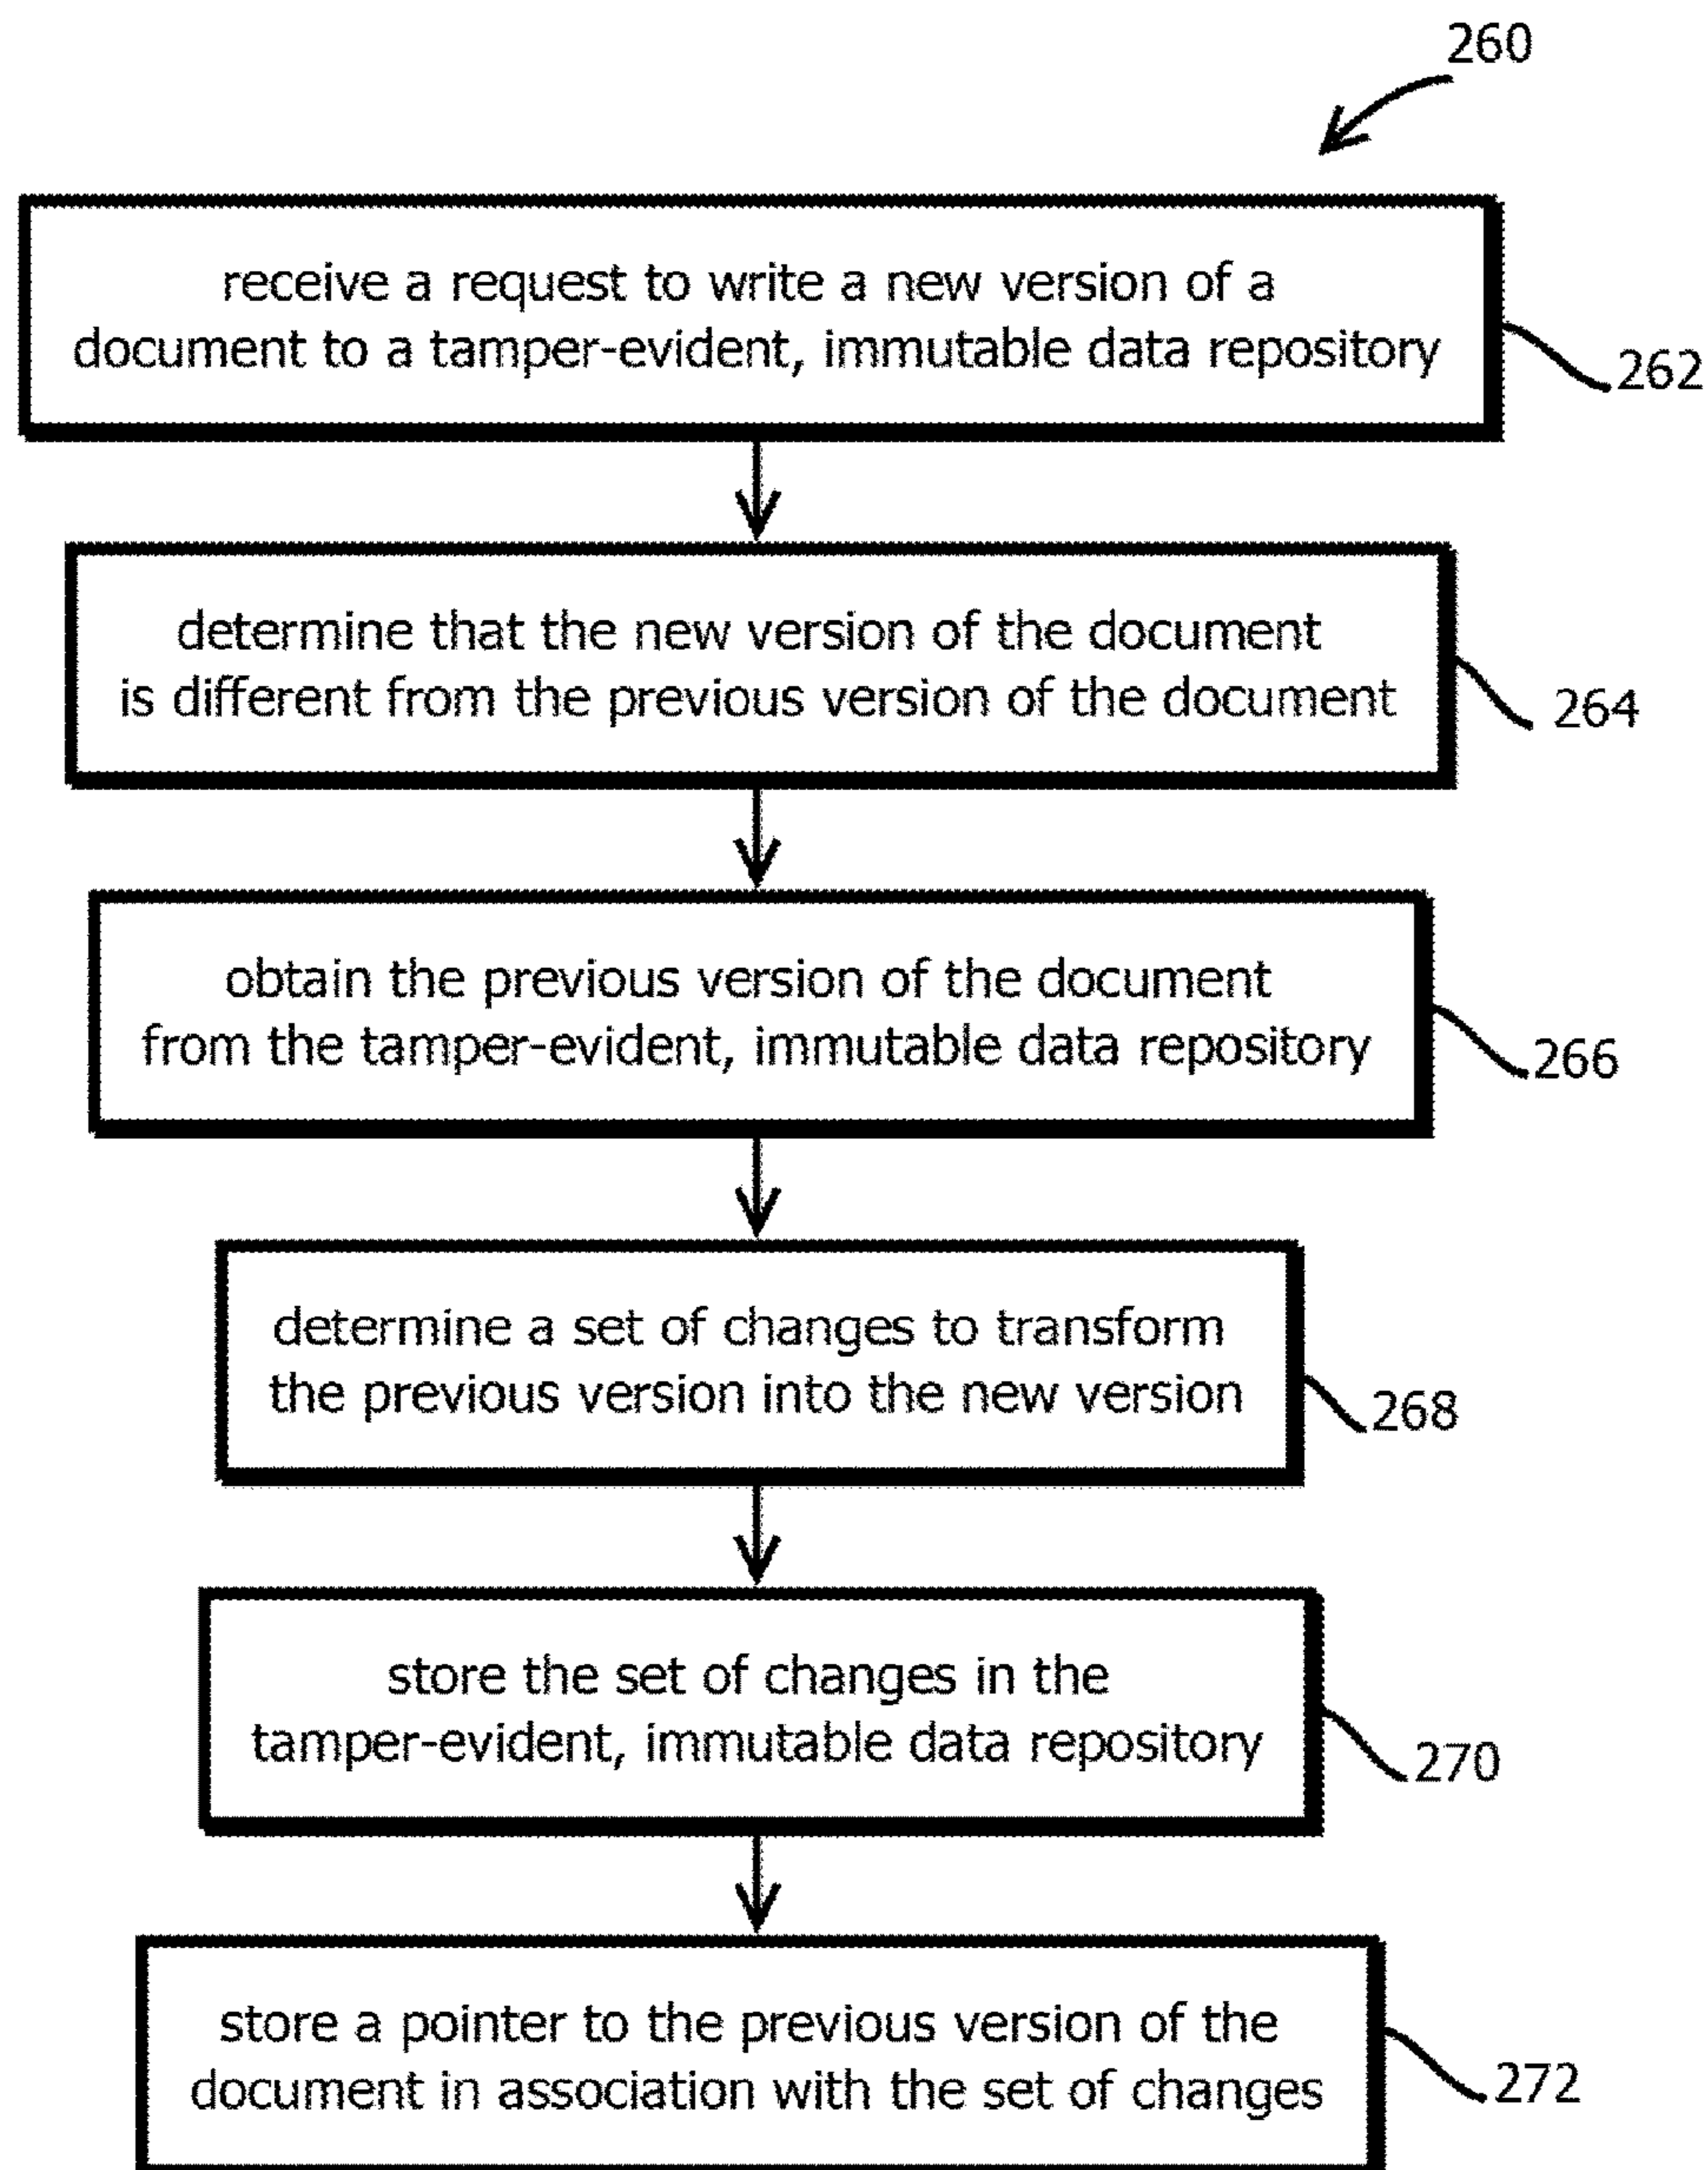 260
receive a request to write a new version of a
document to a tamper-evident, immutable data repository
262
determine that the new version of the document
is different from the previous version of the document
264
obtain the previous version of the document
from the tamper-evident, immutable data repository
266
determine a set of changes to transform
the previous version into the new version
268
store the set of changes in the
tamper-evident, immutable data repository
270
store a pointer to the previous version of the
document in association with the set of changes
272